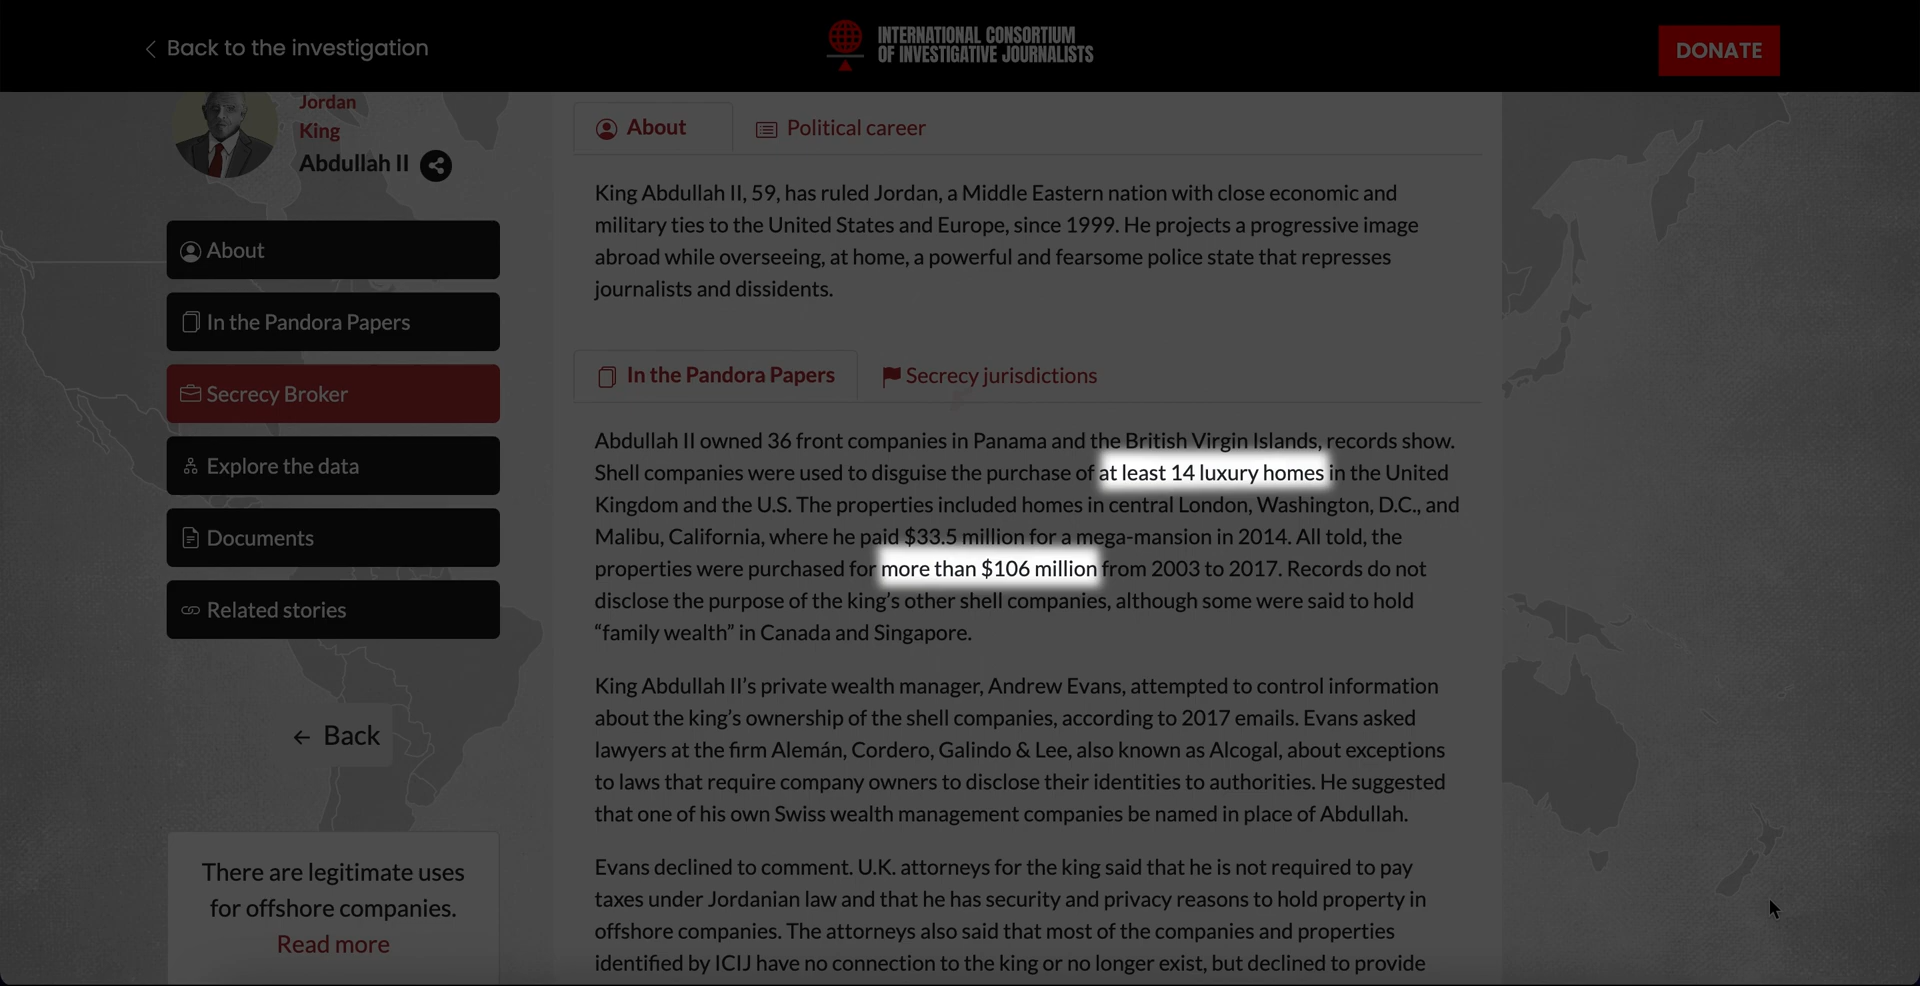 Back to the investigation
INTERNATIONAL CONSORTIUM
OF INVESTIGATIVE JOURNALISTS
DONATE
Jordan
King
Abdullah II
About
In the Pandora Papers
Secrecy Broker
Explore the data
Documents
Related stories
Back
There are legitimate uses
for offshore companies.
Read more
About
Political career
King Abdullah II, 59, has ruled Jordan, a Middle Eastern nation with close economic and
military ties to the United States and Europe, since 1999. He projects a progressive image
abroad while overseeing, at home, a powerful and fearsome police state that represses
journalists and dissidents.
In the Pandora Papers
Secrecy jurisdictions
Abdullah II owned 36 front companies in Panama and the British Virgin Islands, records show.
Shell companies were used to disguise the purchase of at least 14 luxury homes in the United
Kingdom and the U.S. The properties included homes in central London, Washington, D.C., and
Malibu, California, where he paid $33.5 million for a mega-mansion in 2014. All told, the
properties were purchased for more than $106 million from 2003 to 2017. Records do not
disclose the purpose of the king’s other shell companies, although some were said to hold
“family wealth” in Canada and Singapore.
King Abdullah II’s private wealth manager, Andrew Evans, attempted to control information
about the king’s ownership of the shell companies, according to 2017 emails. Evans asked
lawyers at the firm Alemán, Cordero, Galindo & Lee, also known as Alcogal, about exceptions
to laws that require company owners to disclose their identities to authorities. He suggested
that one of his own Swiss wealth management companies be named in place of Abdullah.
Evans declined to comment. U.K. attorneys for the king said that he is not required to pay
taxes under Jordanian law and that he has security and privacy reasons to hold property in
offshore companies. The attorneys also said that most of the companies and properties
identified by ICIJ have no connection to the king or no longer exist, but declined to provide